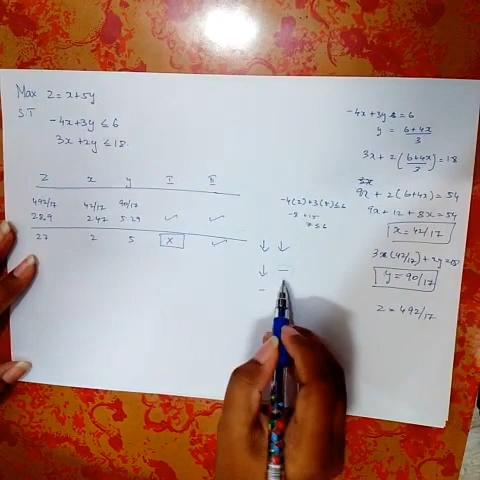 Max Z = x+5y
S.T
-4x+3y ≤ 6
3x+2y ≤ 18.
Z x y I II
492/17 42/17 90/17
28.9 2.47 5.29 ✓ ✓
27 2 5 X ✓
-4(2)+3(5) ≤ 6
-8 +15
7 ≤ 6
↓ ↓
↓ –
–
-4x+3y = 6
y = 6+4x/3
3x + 2(6+4x/3) = 18
9x + 2(6+4x) = 54
9x + 12 + 8x = 54
x = 42/17
3x(42/17) + 2y = 18
y = 90/17
Z = 492/17